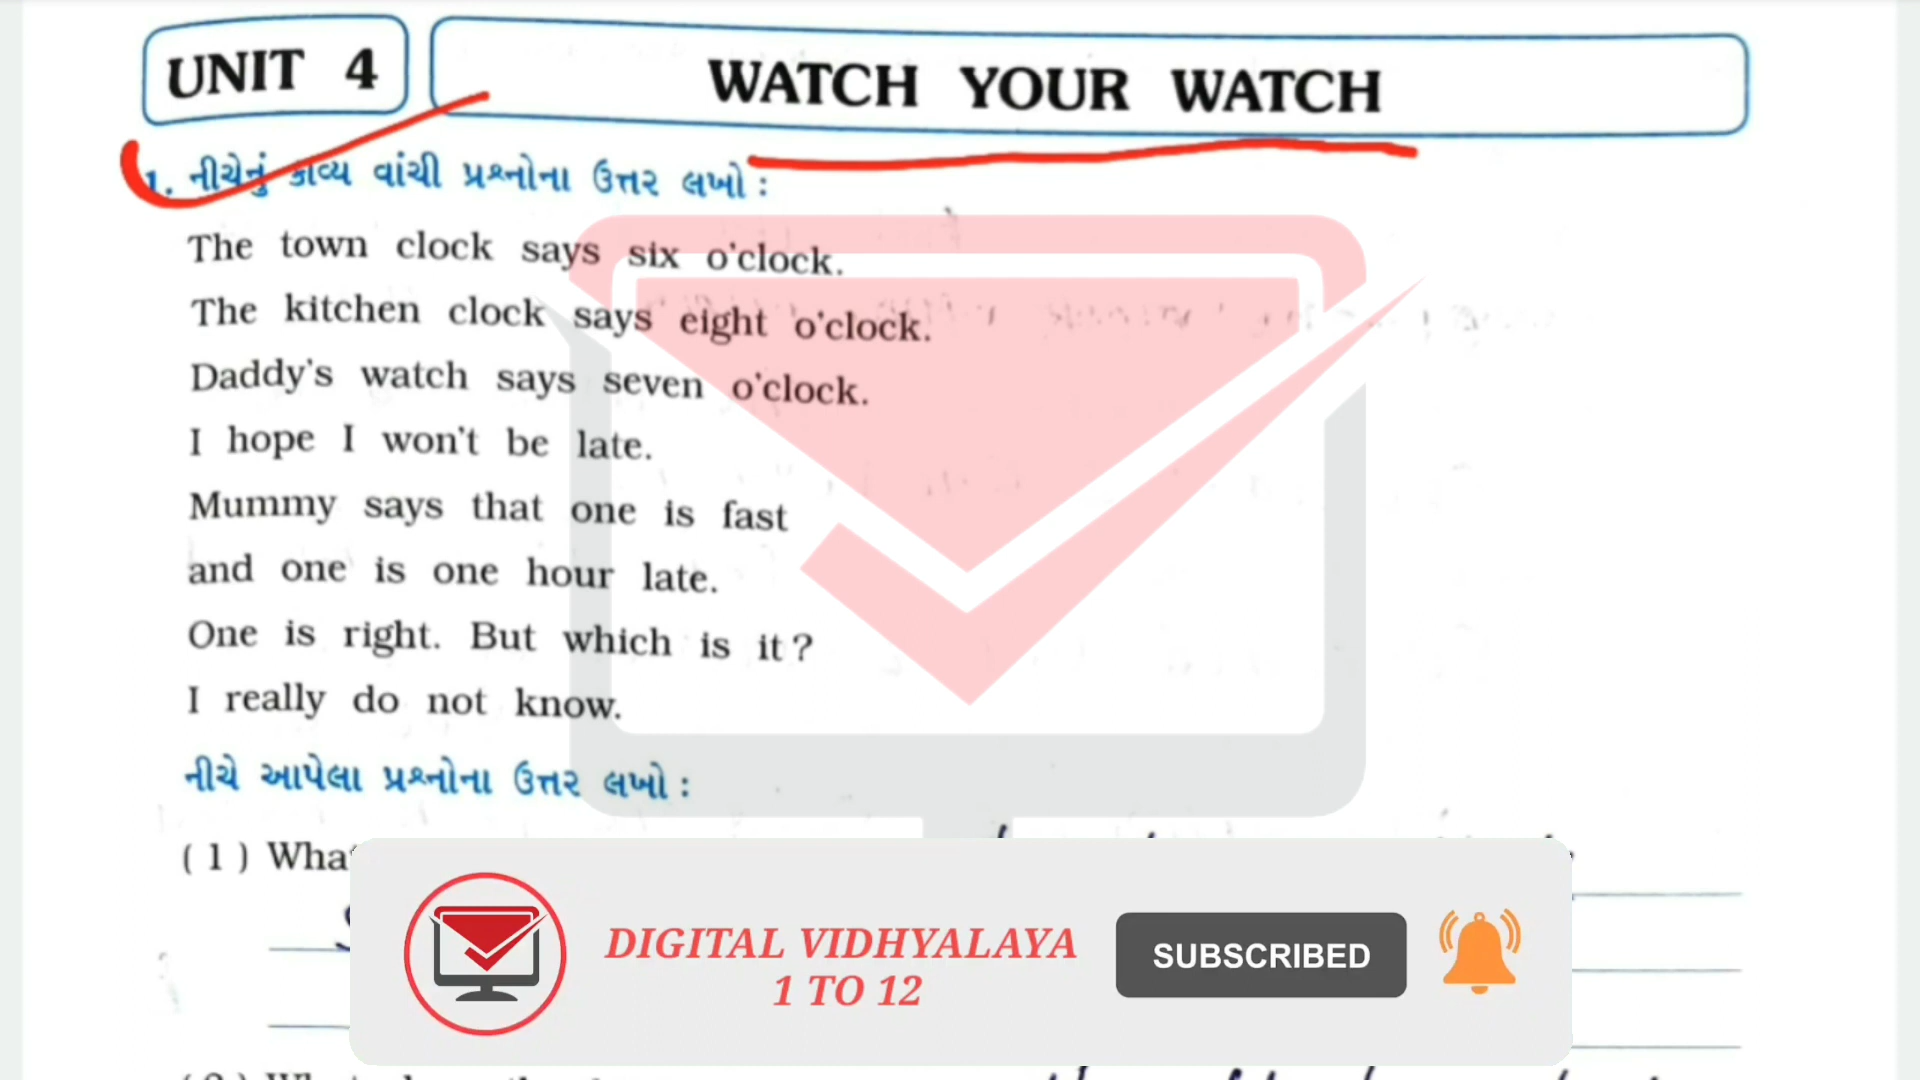 UNIT 4
WATCH YOUR WATCH
1. નીચેનું કાવ્ય વાંચી પ્રશ્નોના ઉત્તર લખો :
The town clock says six o'clock.
The kitchen clock says eight o'clock.
Daddy's watch says seven o'clock.
I hope I won't be late.
Mummy says that one is fast
and one is one hour late.
One is right. But which is it?
I really do not know.
નીચે આપેલા પ્રશ્નોના ઉત્તર લખો :
( 1 ) What
DIGITAL VIDHYALAYA
1 TO 12
SUBSCRIBED